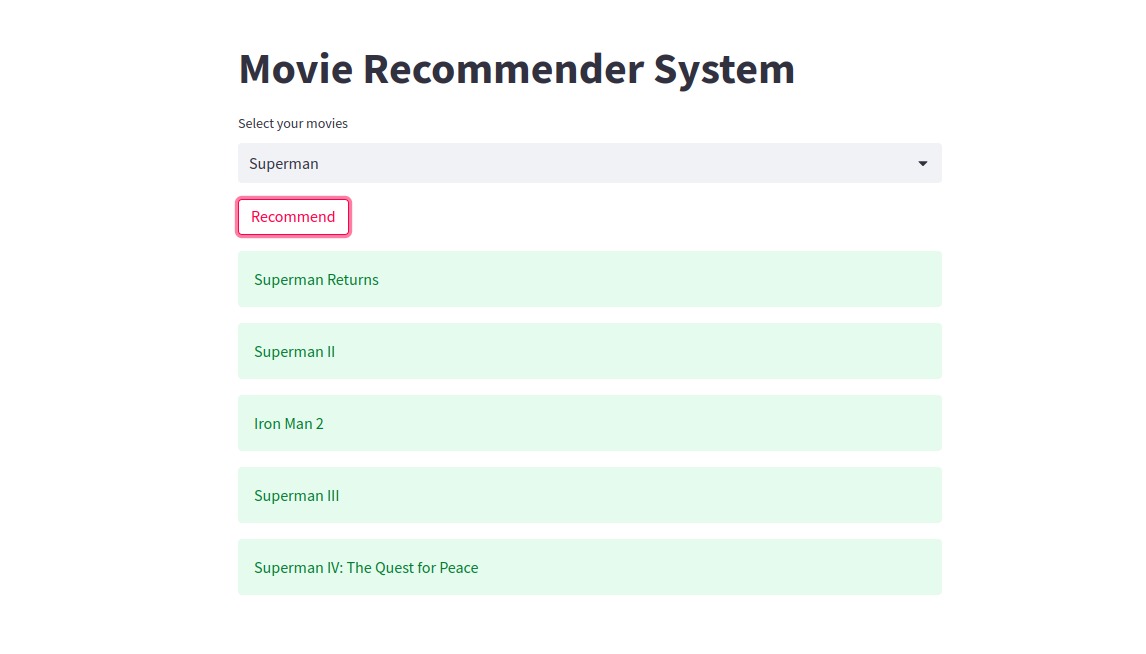 Movie Recommender System
Select your movies
Superman
Recommend
Superman Returns
Superman II
Iron Man 2
Superman III
Superman IV: The Quest for Peace